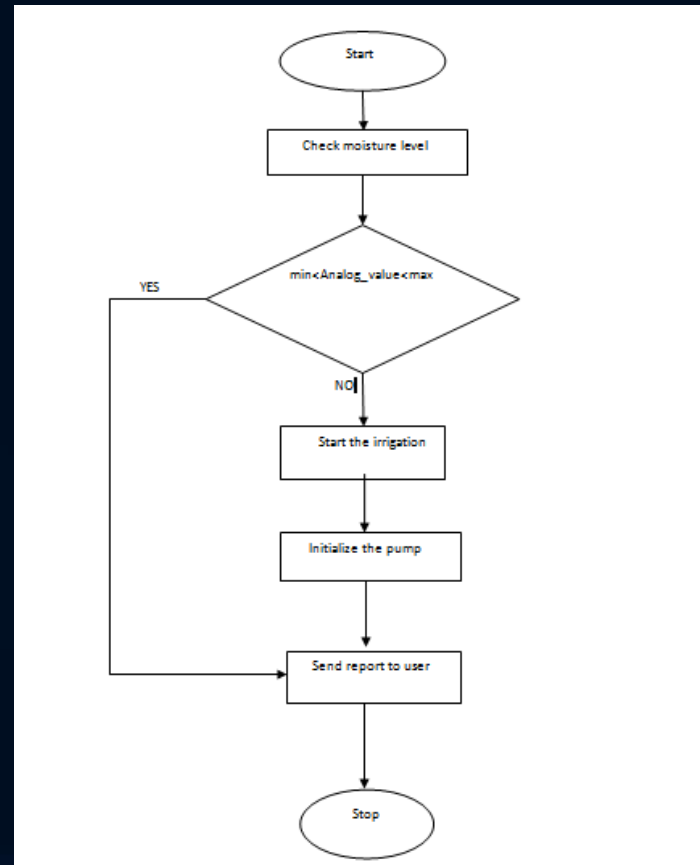 Start
Check moisture level
min<Analog_value<max
YES
NO
Start the irrigation
Initialize the pump
Send report to user
Stop